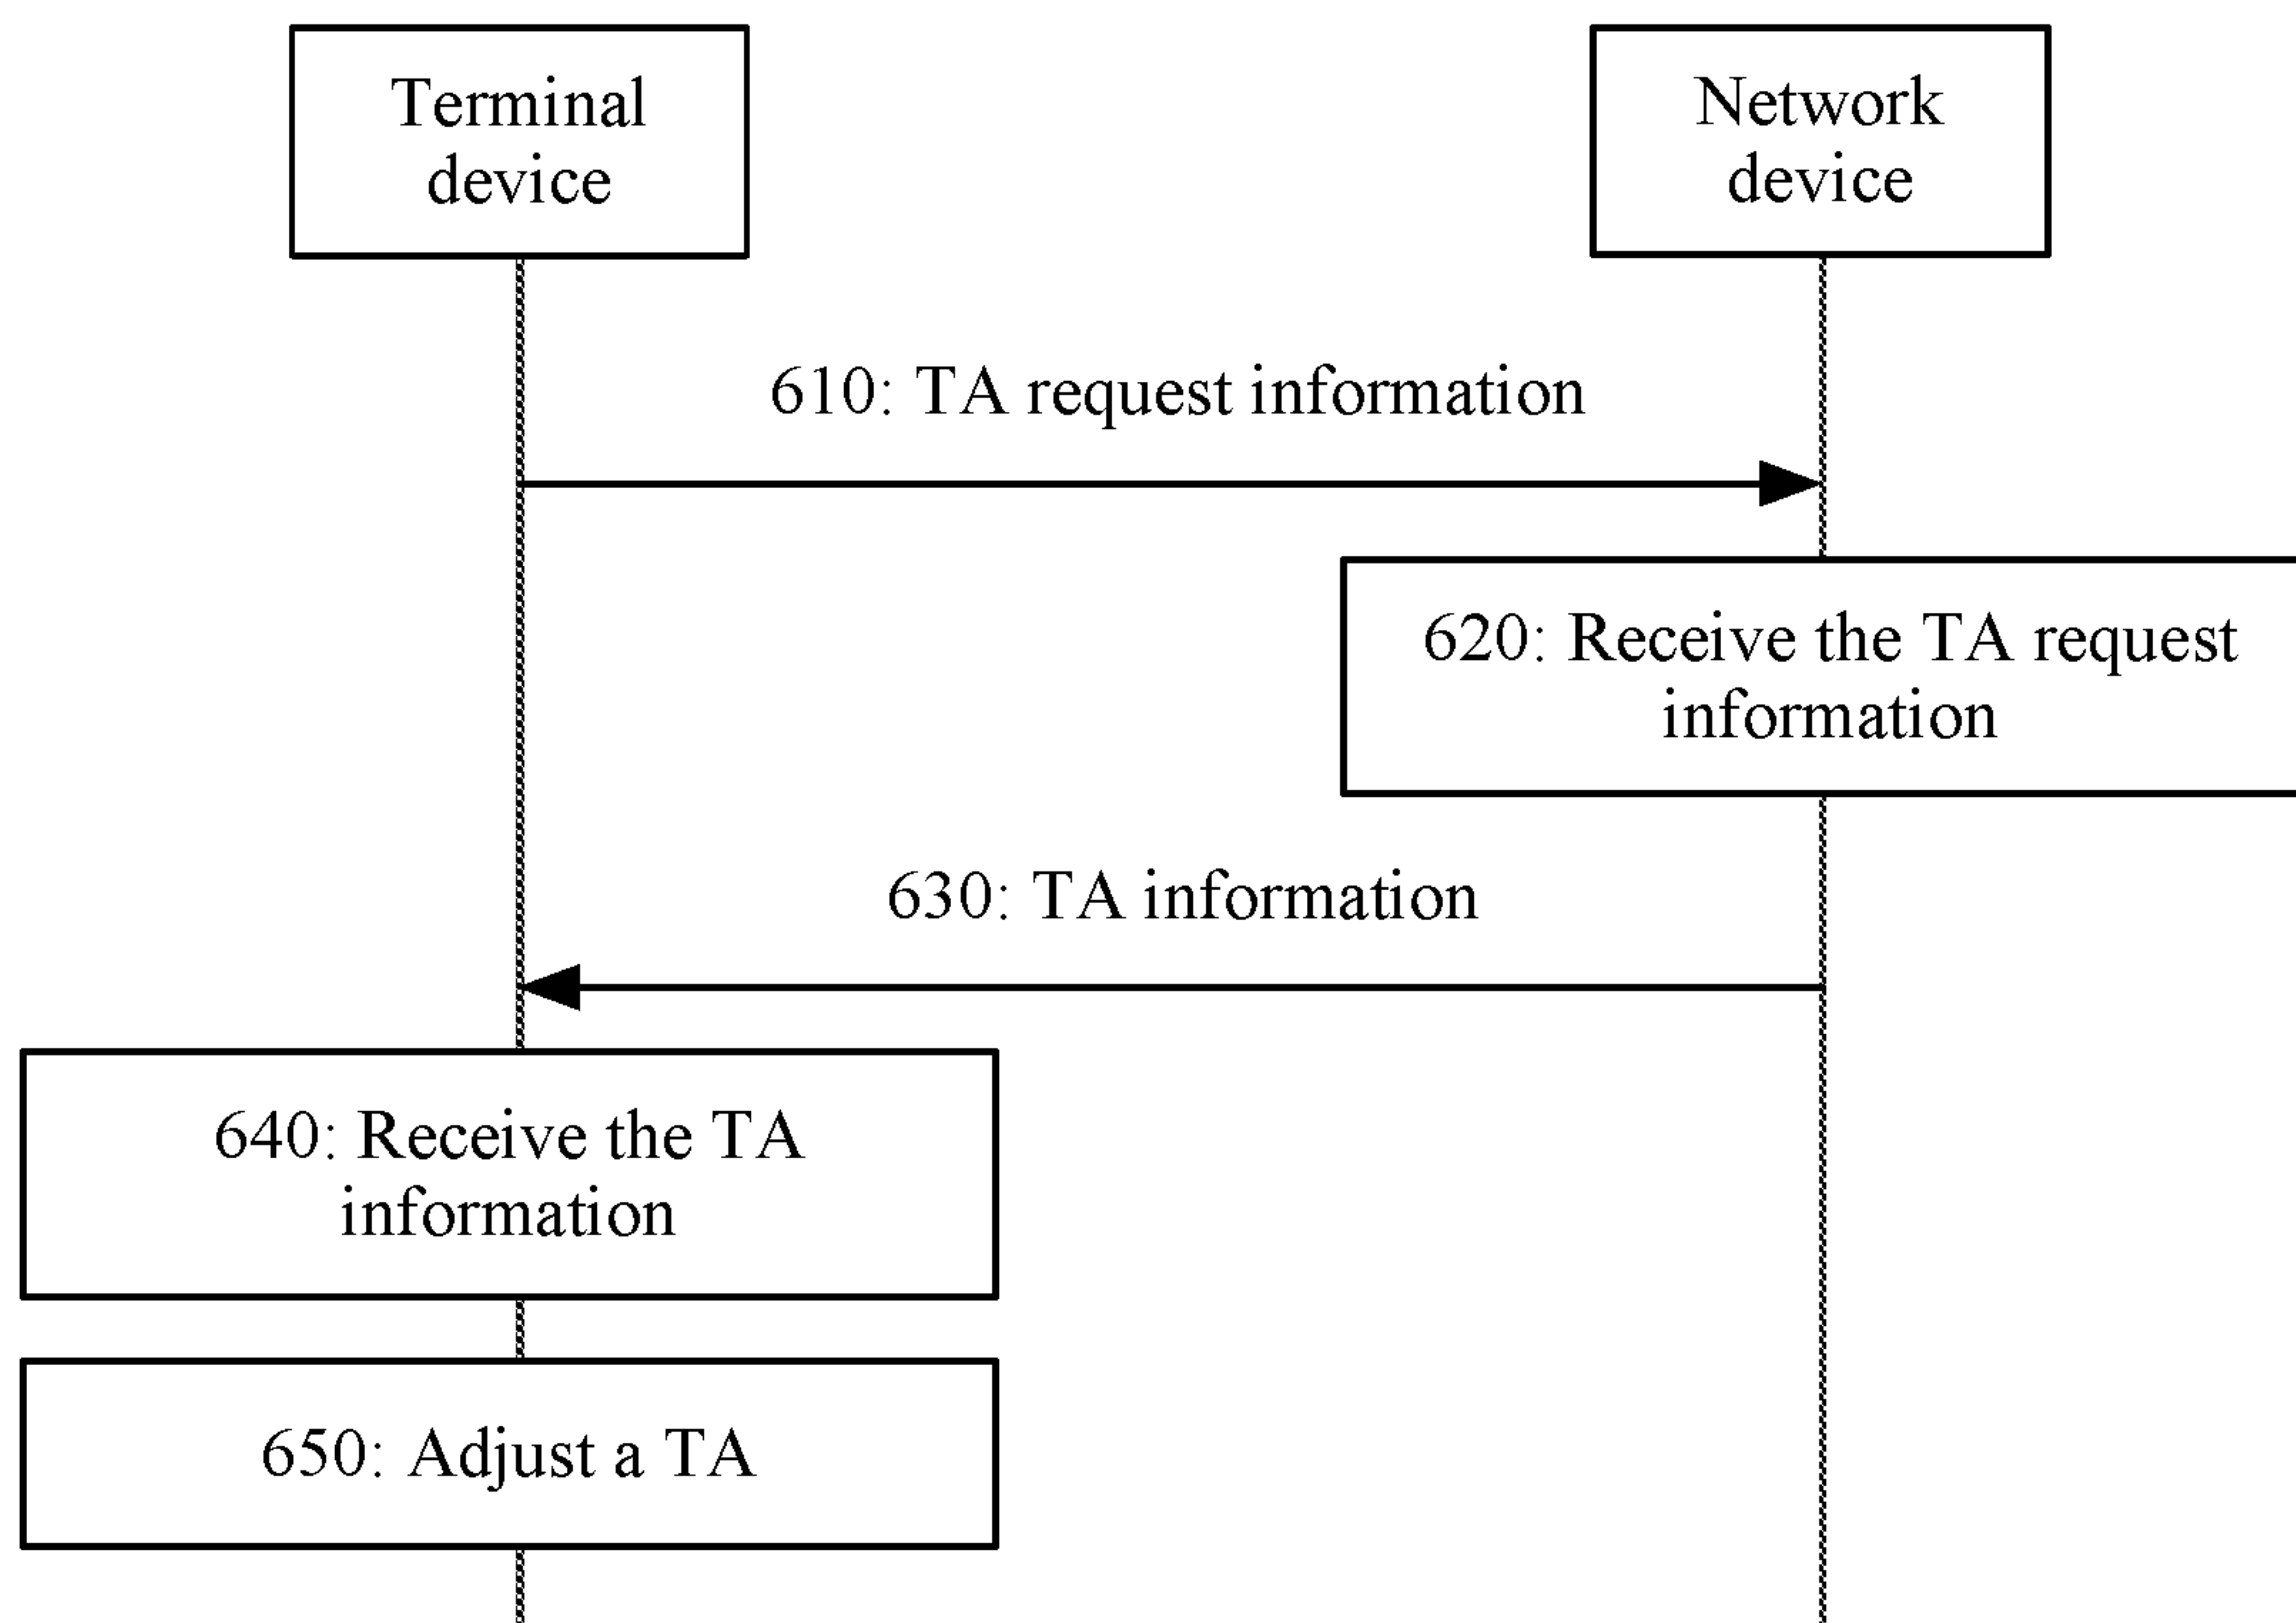 Terminal
device
Network
device
610: TA request information
620: Receive the TA request
information
630: TA information
640: Receive the TA
information
650: Adjust a TA